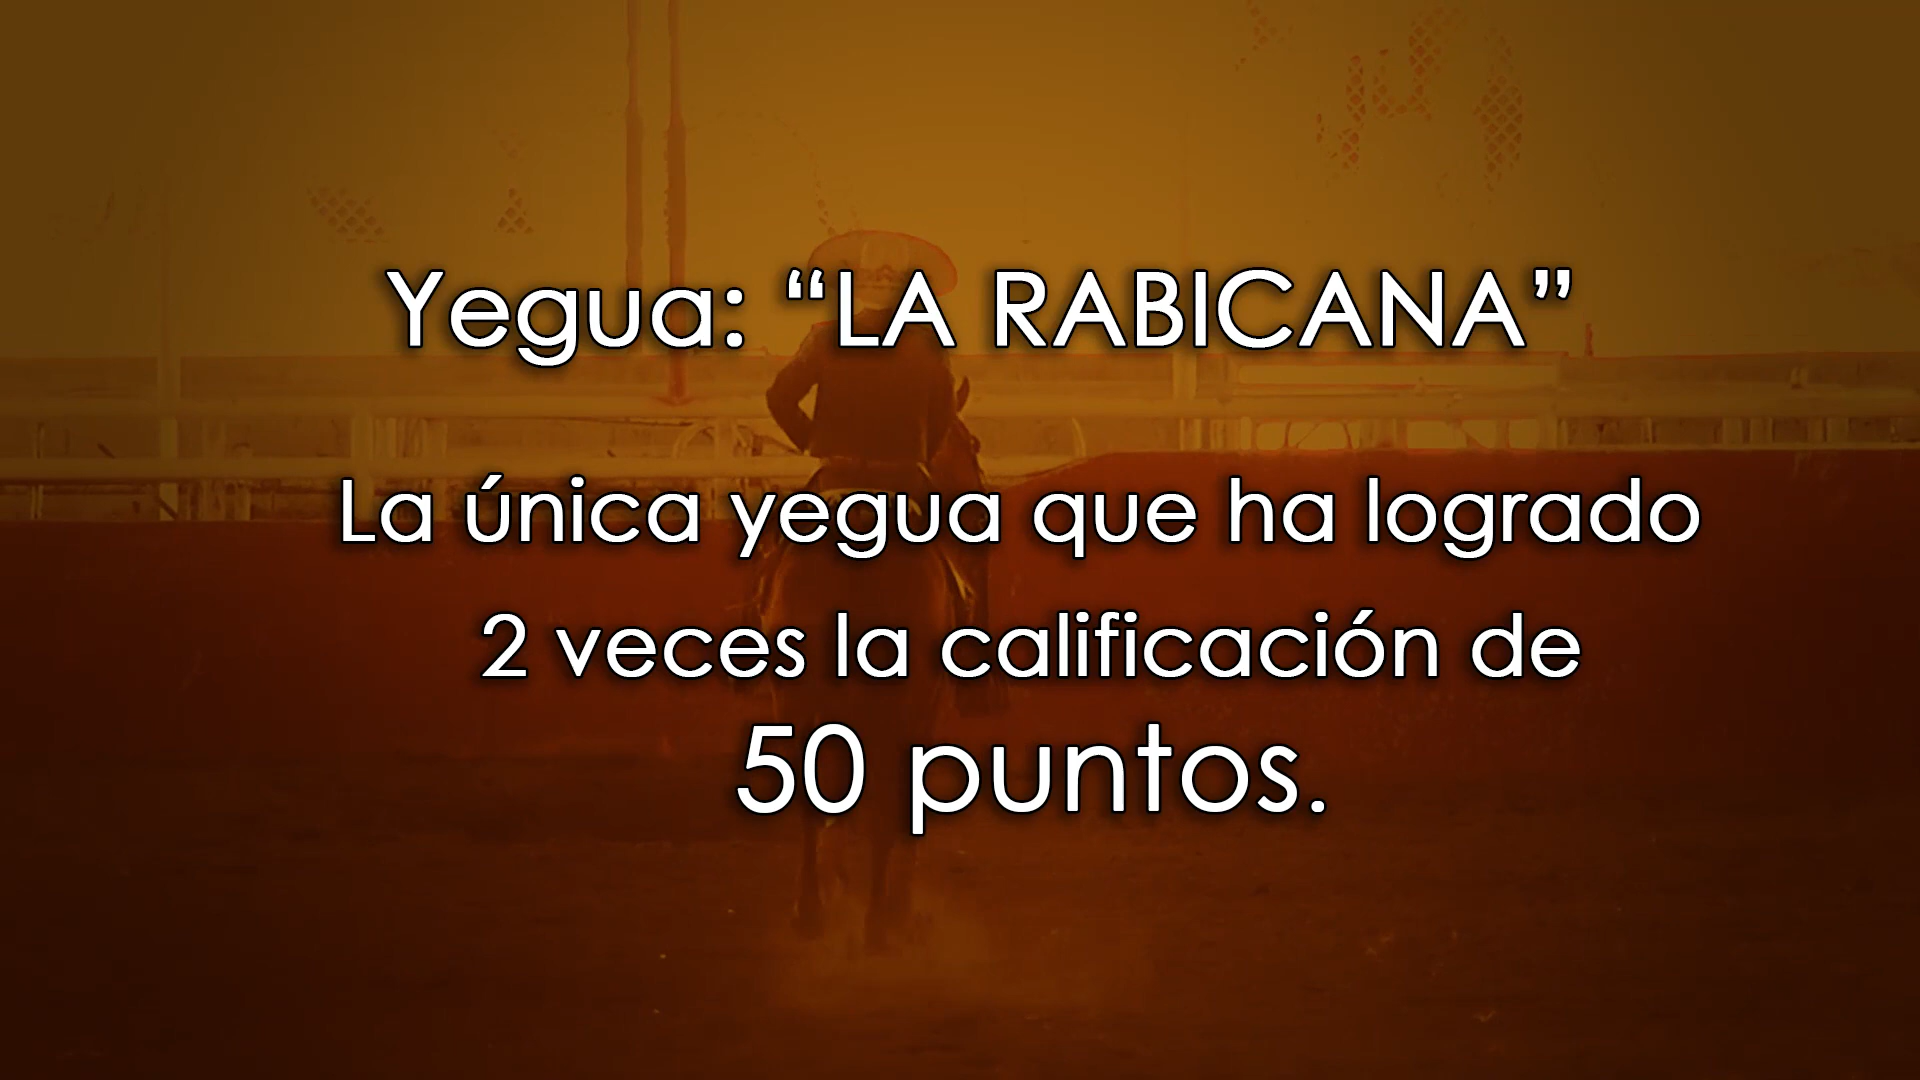 Yegua: “LA RABICANA”
La única yegua que ha logrado
2 veces la calificación de
50 puntos.